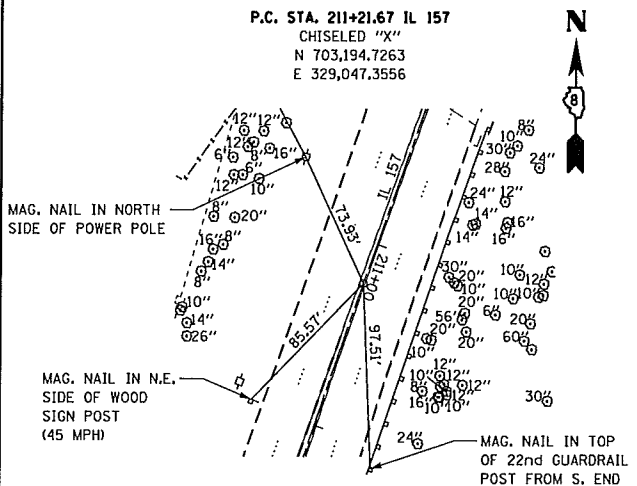 P.C. STA. 211+21.67 IL 157
CHISELED "X"
N 703,194.7263
E 329,047.3556
N
8
12" 12"
12"
6" 8" 16"
12" 6"
10"
8" 20"
16" 8"
14"
8"
10"
14"
26"
MAG. NAIL IN NORTH
SIDE OF POWER POLE
73.93'
IL 157
211+00
85.57'
97.51'
8"
10"
30"
28" 24"
24" 12"
14" 16"
14" 16"
30" 20"
10"
10" 12"
10" 10"
56" 6"
20" 20"
20" 60"
10"
12"
10" 12" 12"
8" 12"
16" 10" 10"
30"
24"
MAG. NAIL IN N.E.
SIDE OF WOOD
SIGN POST
(45 MPH)
MAG. NAIL IN TOP
OF 22nd GUARDRAIL
POST FROM S. END